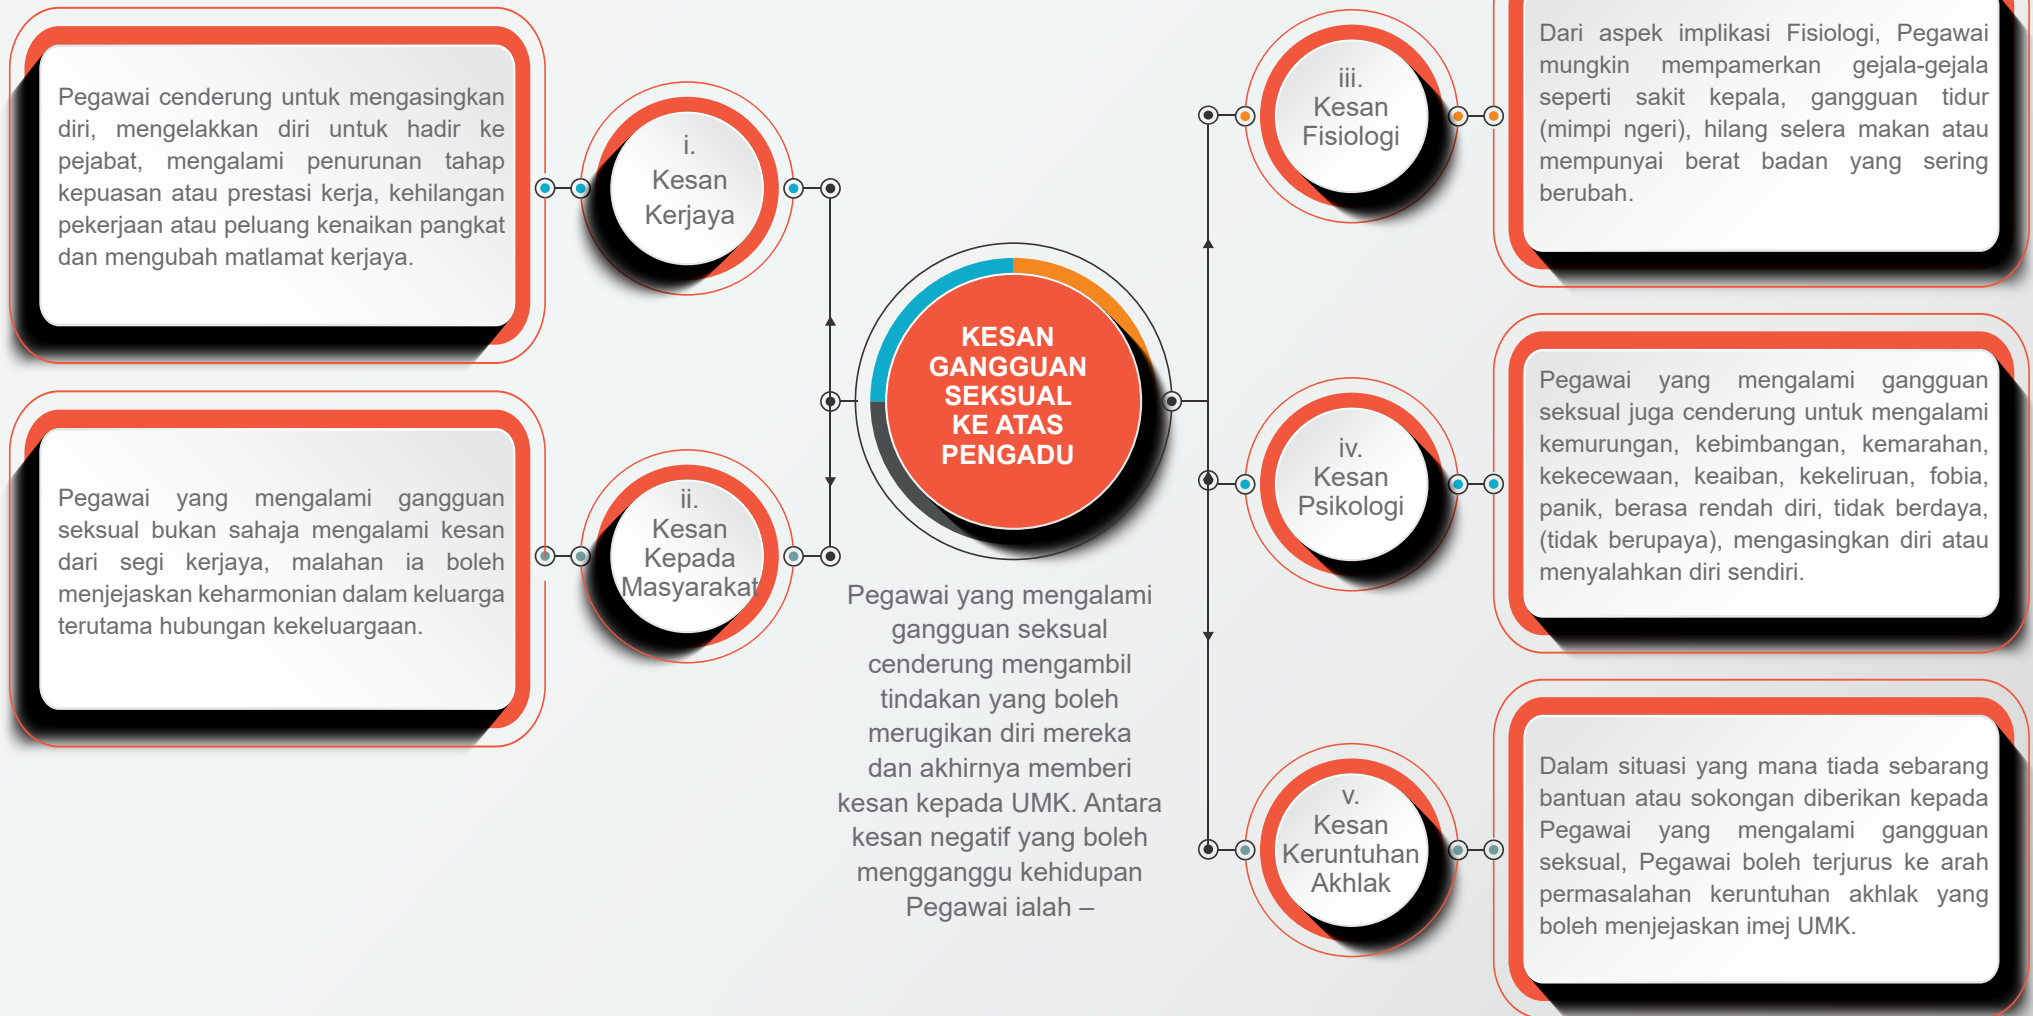 KESAN
GANGGUAN
SEKSUAL
KE ATAS
PENGADU
Pegawai yang mengalami
gangguan seksual
cenderung mengambil
tindakan yang boleh
merugikan diri mereka
dan akhirnya memberi
kesan kepada UMK. Antara
kesan negatif yang boleh
mengganggu kehidupan
Pegawai ialah –
i.
Kesan
Kerjaya
Pegawai cenderung untuk mengasingkan
diri, mengelakkan diri untuk hadir ke
pejabat, mengalami penurunan tahap
kepuasan atau prestasi kerja, kehilangan
pekerjaan atau peluang kenaikan pangkat
dan mengubah matlamat kerjaya.
ii.
Kesan
Kepada
Masyarakat
Pegawai yang mengalami gangguan
seksual bukan sahaja mengalami kesan
dari segi kerjaya, malahan ia boleh
menjejaskan keharmonian dalam keluarga
terutama hubungan kekeluargaan.
iii.
Kesan
Fisiologi
Dari aspek implikasi Fisiologi, Pegawai
mungkin mempamerkan gejala-gejala
seperti sakit kepala, gangguan tidur
(mimpi ngeri), hilang selera makan atau
mempunyai berat badan yang sering
berubah.
iv.
Kesan
Psikologi
Pegawai yang mengalami gangguan
seksual juga cenderung untuk mengalami
kemurungan, kebimbangan, kemarahan,
kekecewaan, keaiban, kekeliruan, fobia,
panik, berasa rendah diri, tidak berdaya,
(tidak berupaya), mengasingkan diri atau
menyalahkan diri sendiri.
v.
Kesan
Keruntuhan
Akhlak
Dalam situasi yang mana tiada sebarang
bantuan atau sokongan diberikan kepada
Pegawai yang mengalami gangguan
seksual, Pegawai boleh terjurus ke arah
permasalahan keruntuhan akhlak yang
boleh menjejaskan imej UMK.